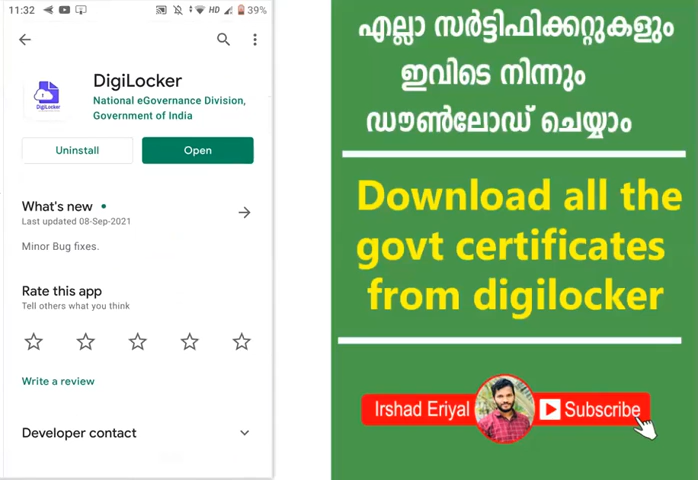 11:32
HD
39%
DigiLocker
DigiLocker
National eGovernance Division,
Government of India
Uninstall
Open
What's new
Last updated 08-Sep-2021
Minor Bug fixes.
Rate this app
Tell others what you think
Write a review
Developer contact
എല്ലാ സർട്ടിഫിക്കറ്റുകളും
ഇവിടെ നിന്നും
ഡൗൺലോഡ് ചെയ്യാം
Download all the
govt certificates
from digilocker
Irshad Eriyal
Subscribe